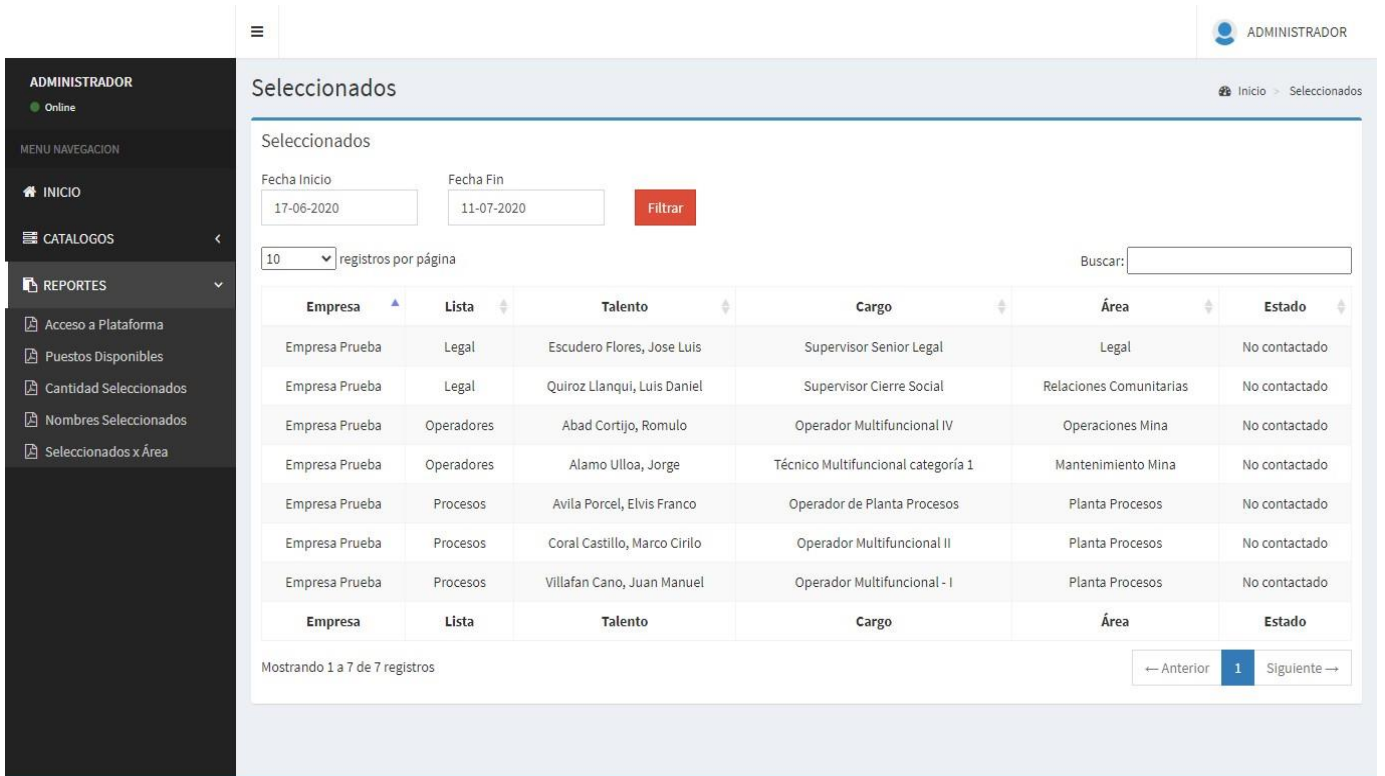 ADMINISTRADOR
ADMINISTRADOR
Online
MENU NAVEGACION
INICIO
CATALOGOS
REPORTES
Acceso a Plataforma
Puestos Disponibles
Cantidad Seleccionados
Nombres Seleccionados
Seleccionados x Área
Seleccionados
Inicio > Seleccionados
Seleccionados
Fecha Inicio Fecha Fin
17-06-2020 11-07-2020 Filtrar
10 registros por página Buscar:
Empresa Lista Talento Cargo Área Estado
Empresa Prueba Legal Escudero Flores, Jose Luis Supervisor Senior Legal Legal No contactado
Empresa Prueba Legal Quiroz Llanqui, Luis Daniel Supervisor Cierre Social Relaciones Comunitarias No contactado
Empresa Prueba Operadores Abad Cortijo, Romulo Operador Multifuncional IV Operaciones Mina No contactado
Empresa Prueba Operadores Alamo Ulloa, Jorge Técnico Multifuncional categoría 1 Mantenimiento Mina No contactado
Empresa Prueba Procesos Avila Porcel, Elvis Franco Operador de Planta Procesos Planta Procesos No contactado
Empresa Prueba Procesos Coral Castillo, Marco Cirilo Operador Multifuncional II Planta Procesos No contactado
Empresa Prueba Procesos Villafan Cano, Juan Manuel Operador Multifuncional - I Planta Procesos No contactado
Empresa Lista Talento Cargo Área Estado
Mostrando 1 a 7 de 7 registros ← Anterior 1 Siguiente →